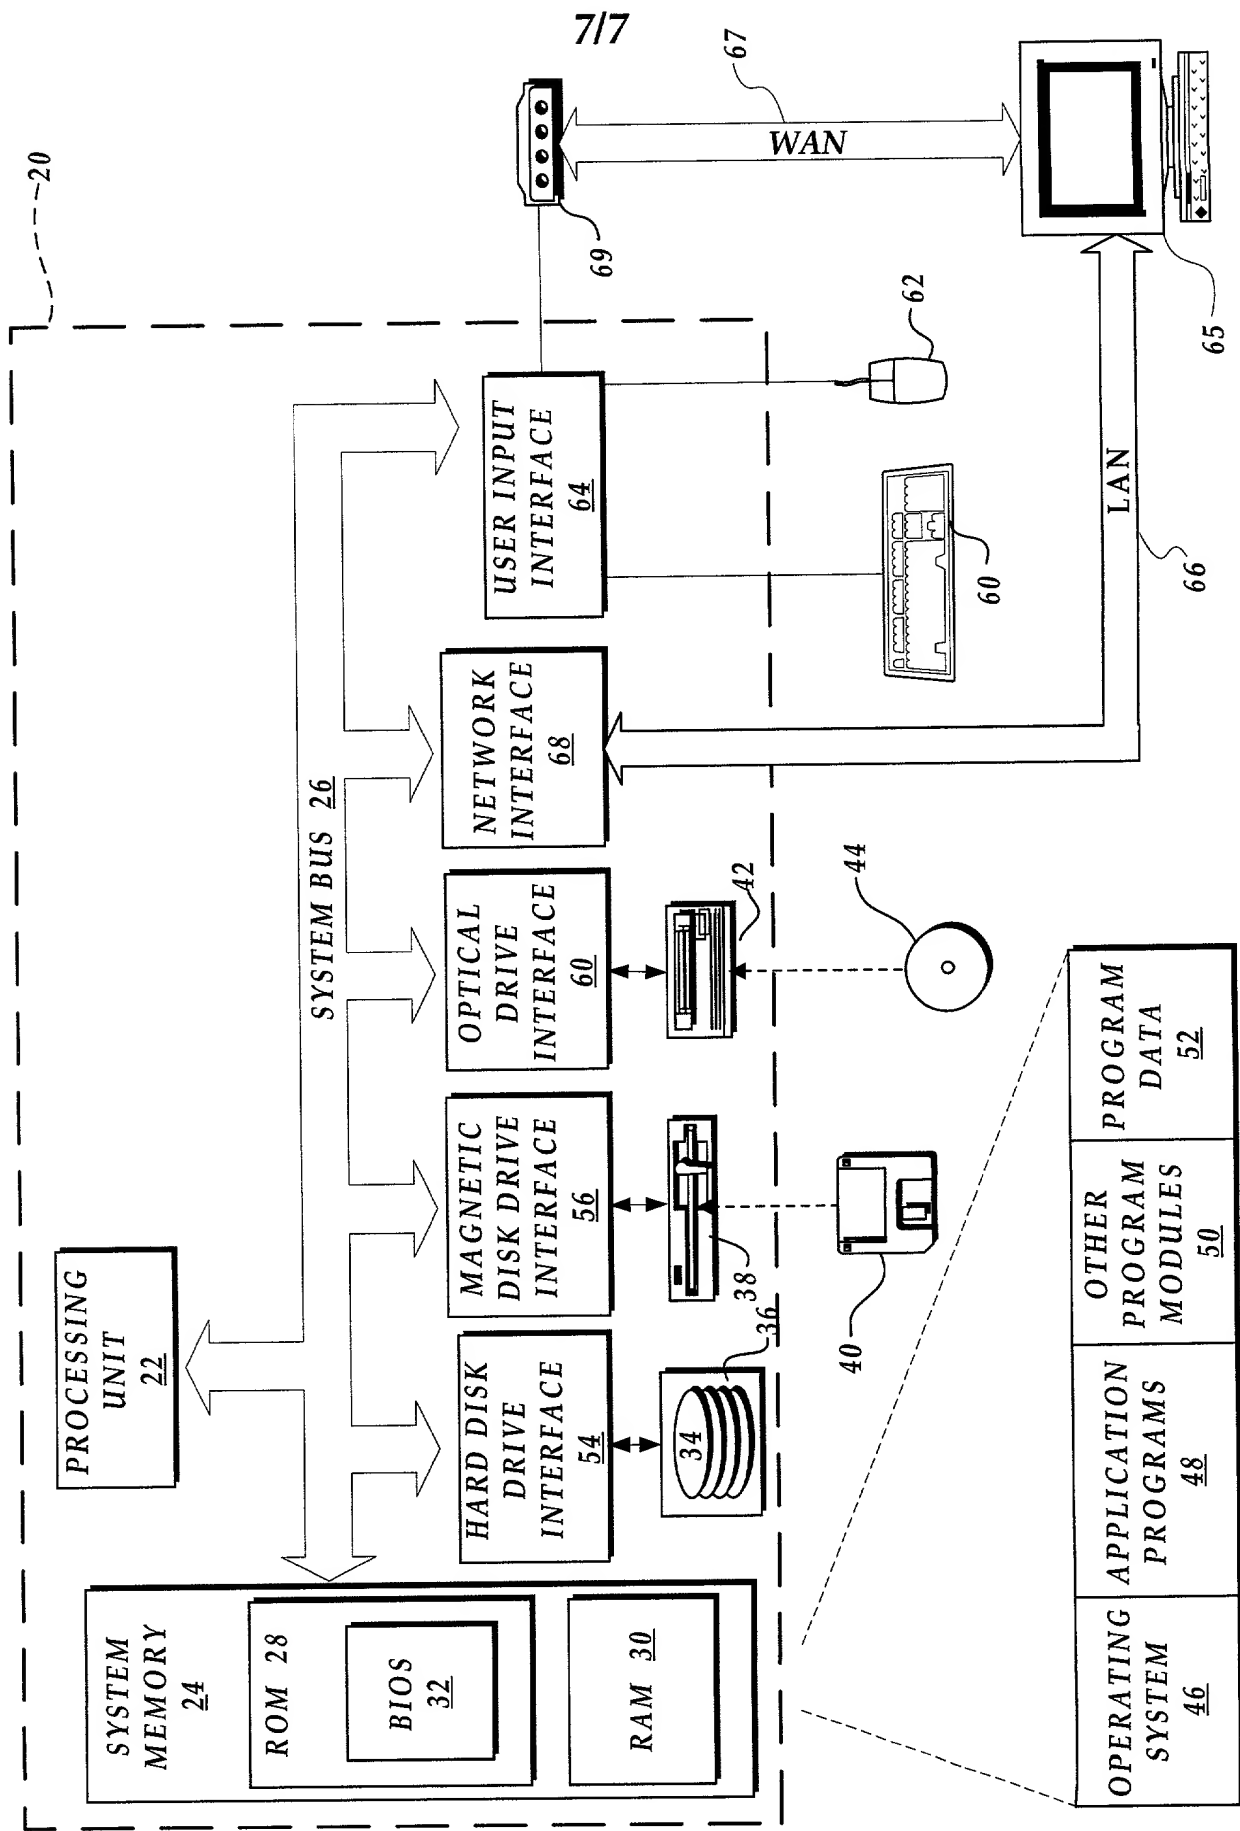 7/7
20
PROCESSING
UNIT
22
SYSTEM BUS 26
SYSTEM
MEMORY
24
ROM 28
BIOS
32
RAM 30
HARD DISK
DRIVE
INTERFACE
54
MAGNETIC
DISK DRIVE
INTERFACE
56
OPTICAL
DRIVE
INTERFACE
60
NETWORK
INTERFACE
68
USER INPUT
INTERFACE
64
34
36
38
42
40
44
60
62
69
67
WAN
LAN
66
65
OPERATING
SYSTEM
46
APPLICATION
PROGRAMS
48
OTHER
PROGRAM
MODULES
50
PROGRAM
DATA
52